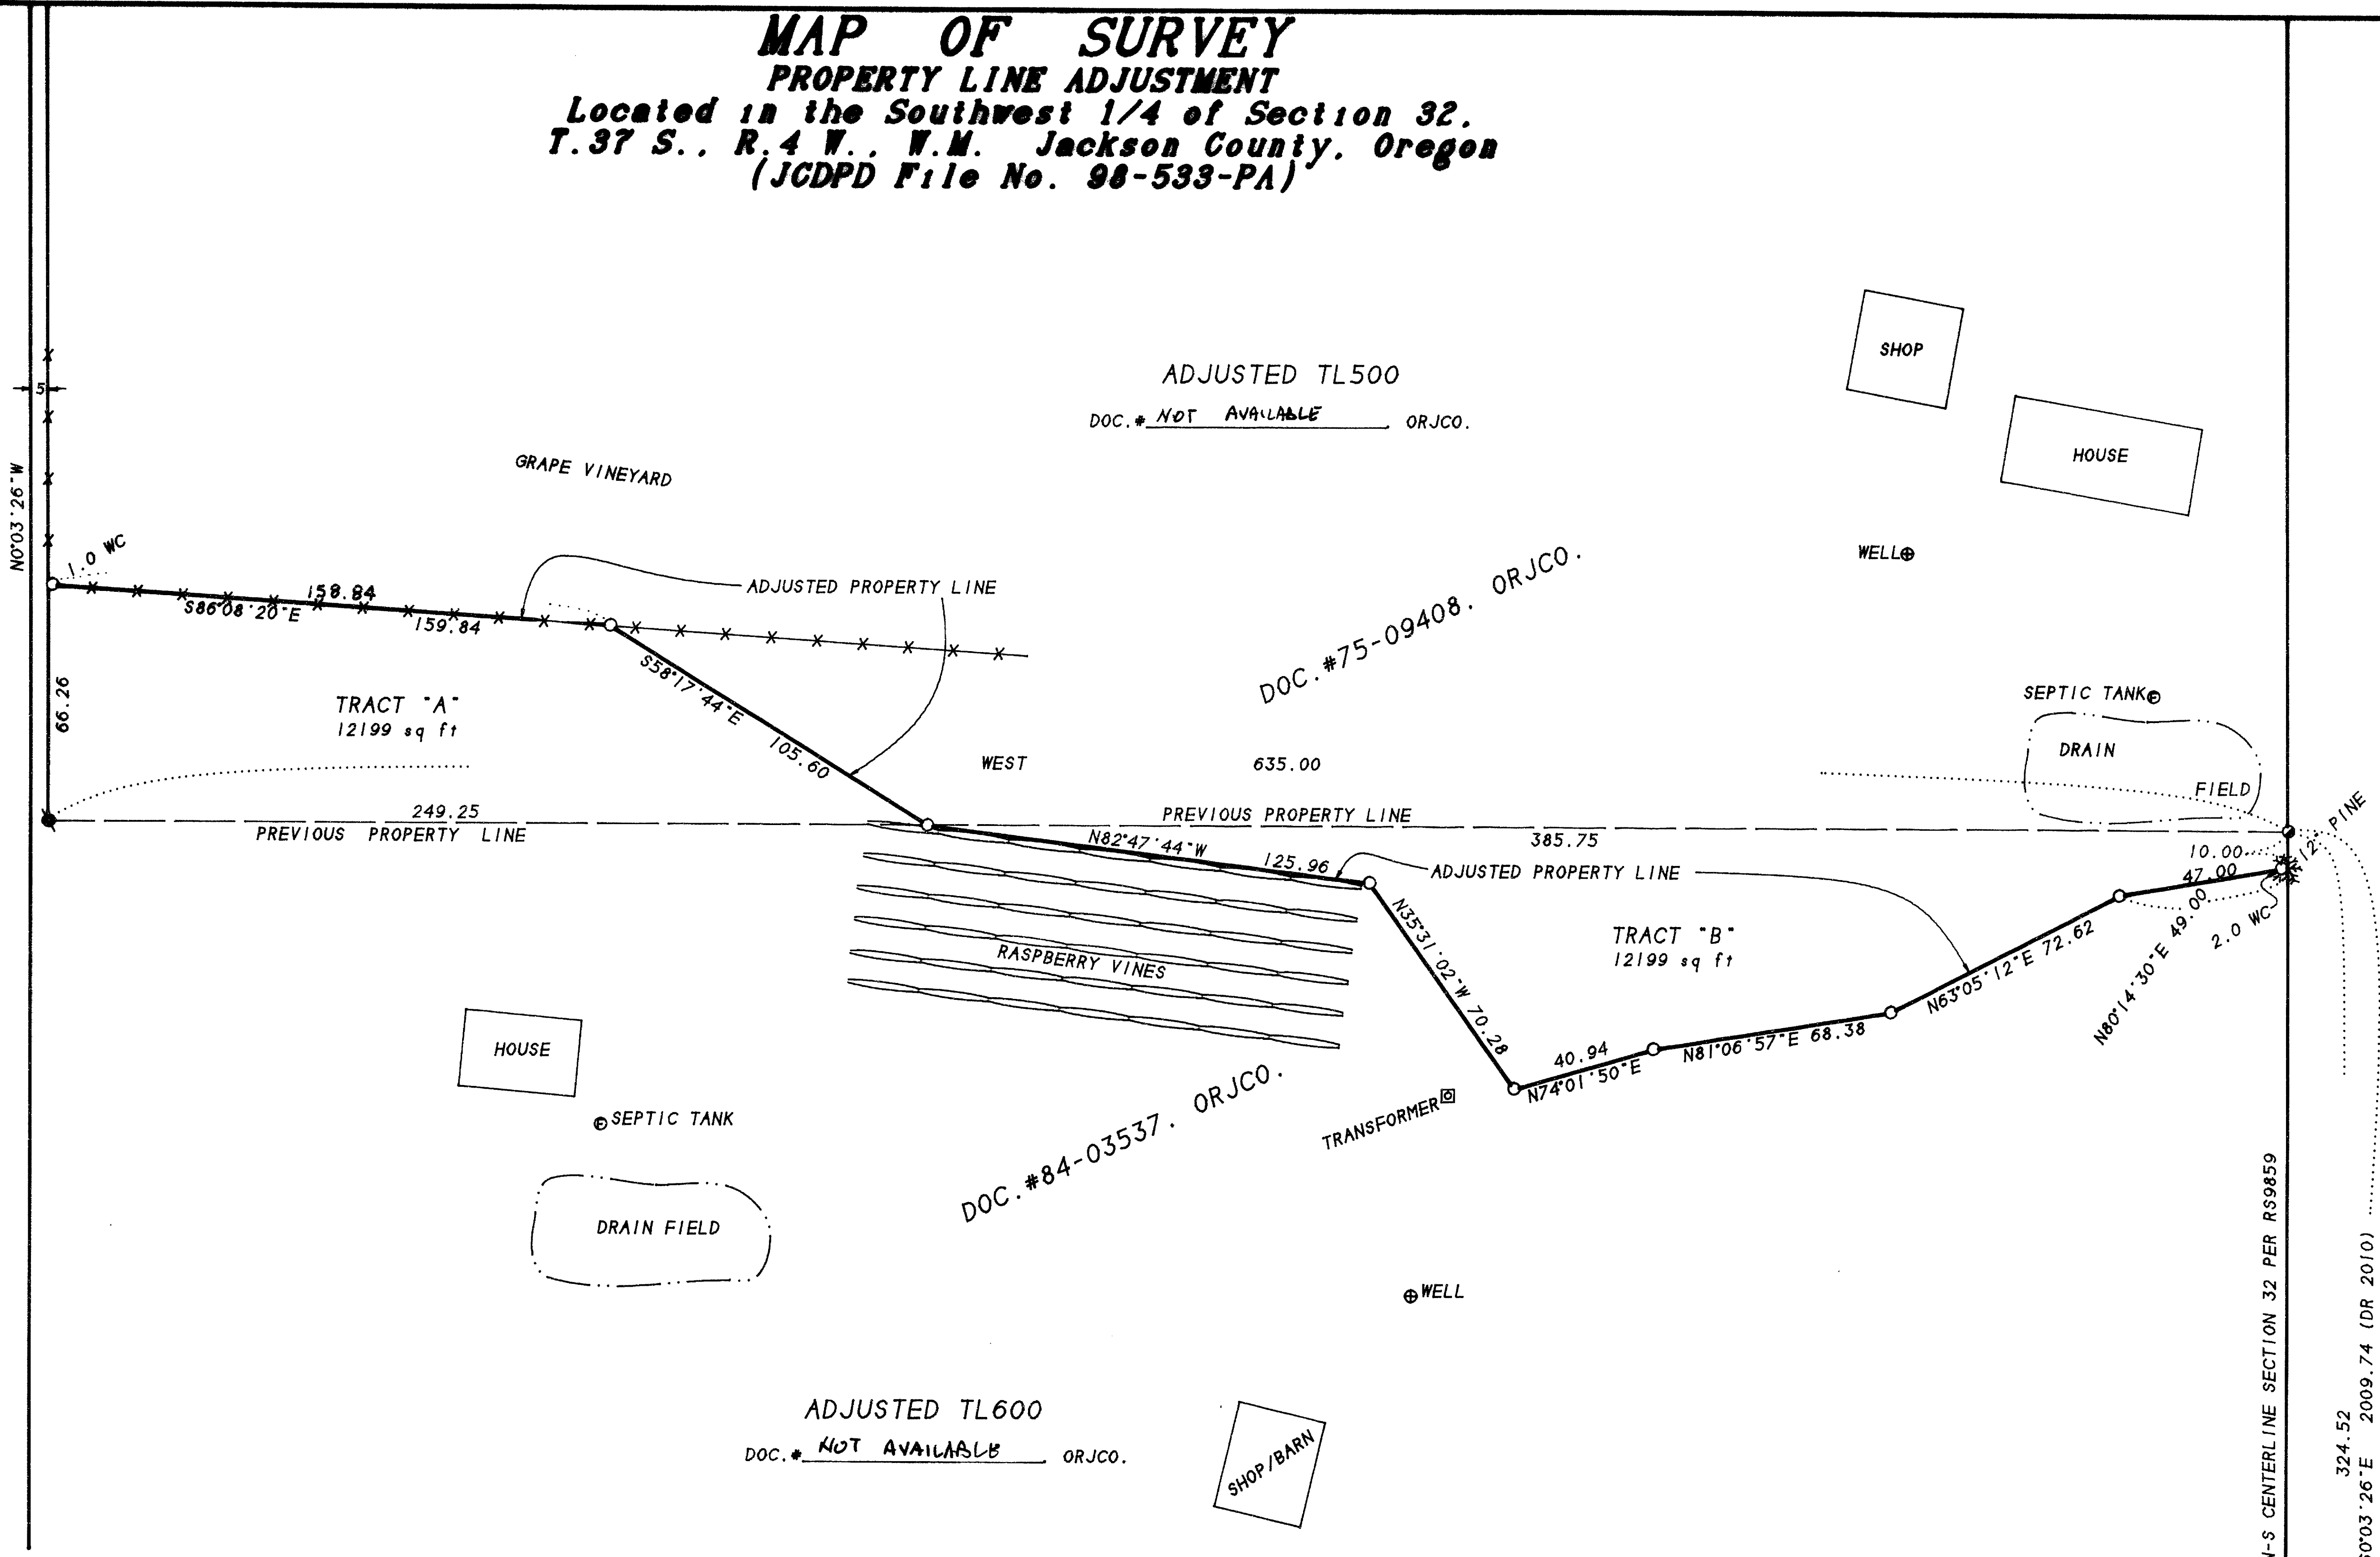 MAP OF SURVEY
PROPERTY LINE ADJUSTMENT
Located in the Southwest 1/4 of Section 32.
T.37 S.. R.4 W.. W.M. Jackson County. Oregon
(JCDPD File No. 98-533-PA)
SHOP
HOUSE
ADJUSTED TL500
DOC.# NOT AVAILABLE ORJCO.
5
N0°03'26"W
GRAPE VINEYARD
1.0 WC
WELL
158.84
S86°08'20"E
159.84
ADJUSTED PROPERTY LINE
DOC.#75-09408. ORJCO.
66.26
TRACT "A"
12199 sq ft
S58°17'44"E
105.60
WEST 635.00
SEPTIC TANK
DRAIN
FIELD
249.25
PREVIOUS PROPERTY LINE
PREVIOUS PROPERTY LINE
385.75
12" PINE
N82°47'44"W
125.96
ADJUSTED PROPERTY LINE
10.00
47.00
N80°14'30"E 49.00
2.0 WC
N35°31'02"W 70.28
TRACT "B"
12199 sq ft
N63°05'12"E 72.62
RASPBERRY VINES
N81°06'57"E 68.38
40.94
N74°01'50"E
HOUSE
SEPTIC TANK
TRANSFORMER
DOC.#84-03537. ORJCO.
DRAIN FIELD
WELL
ADJUSTED TL600
DOC.# NOT AVAILABLE ORJCO.
SHOP/BARN
N-S CENTERLINE SECTION 32 PER RS9859
324.52
0°03'26"E 2009.74 (DR 2010)